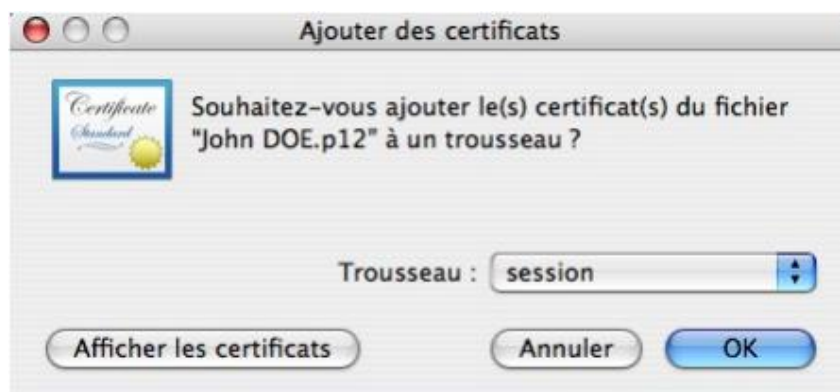 Ajouter des certificats
Certificate
Standard
Souhaitez-vous ajouter le(s) certificat(s) du fichier
"John DOE.p12" à un trousseau ?
Trousseau : session
Afficher les certificats Annuler OK